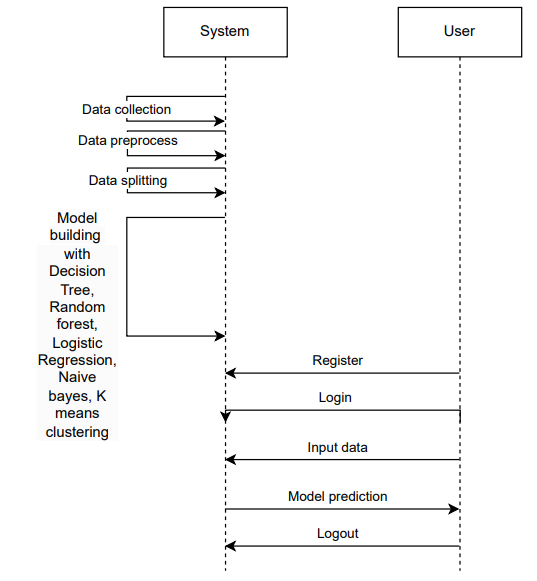 System
User
Data collection
Data preprocess
Data splitting
Model
building
with
Decision
Tree,
Random
forest,
Logistic
Regression,
Naive
bayes, K
means
clustering
Register
Login
Input data
Model prediction
Logout